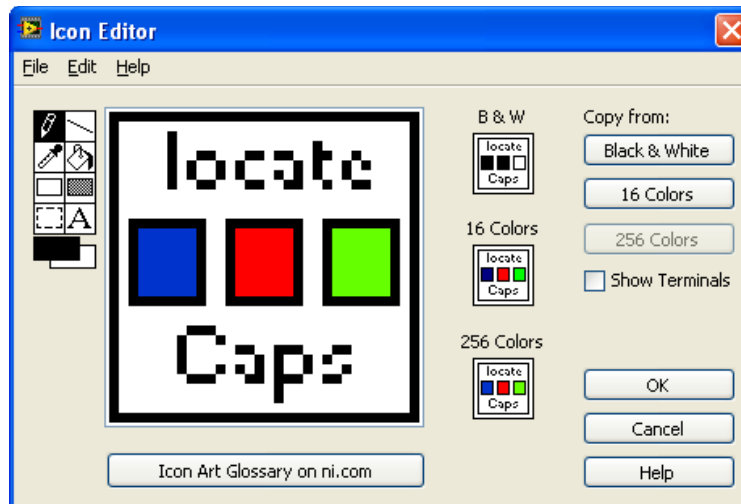 Icon Editor
File Edit Help
A
locate
Caps
Icon Art Glossary on ni.com
B & W
locate
Caps
16 Colors
locate
Caps
256 Colors
locate
Caps
Copy from:
Black & White
16 Colors
256 Colors
Show Terminals
OK
Cancel
Help